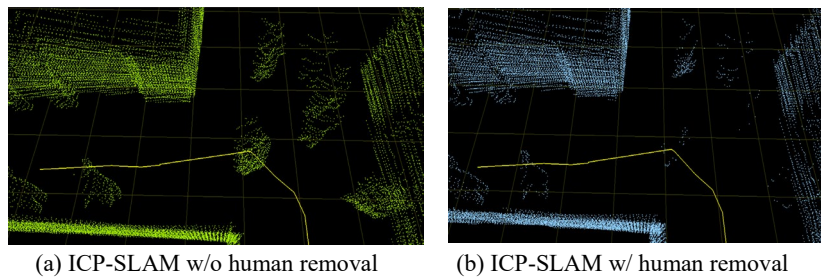 (a) ICP-SLAM w/o human removal
(b) ICP-SLAM w/ human removal